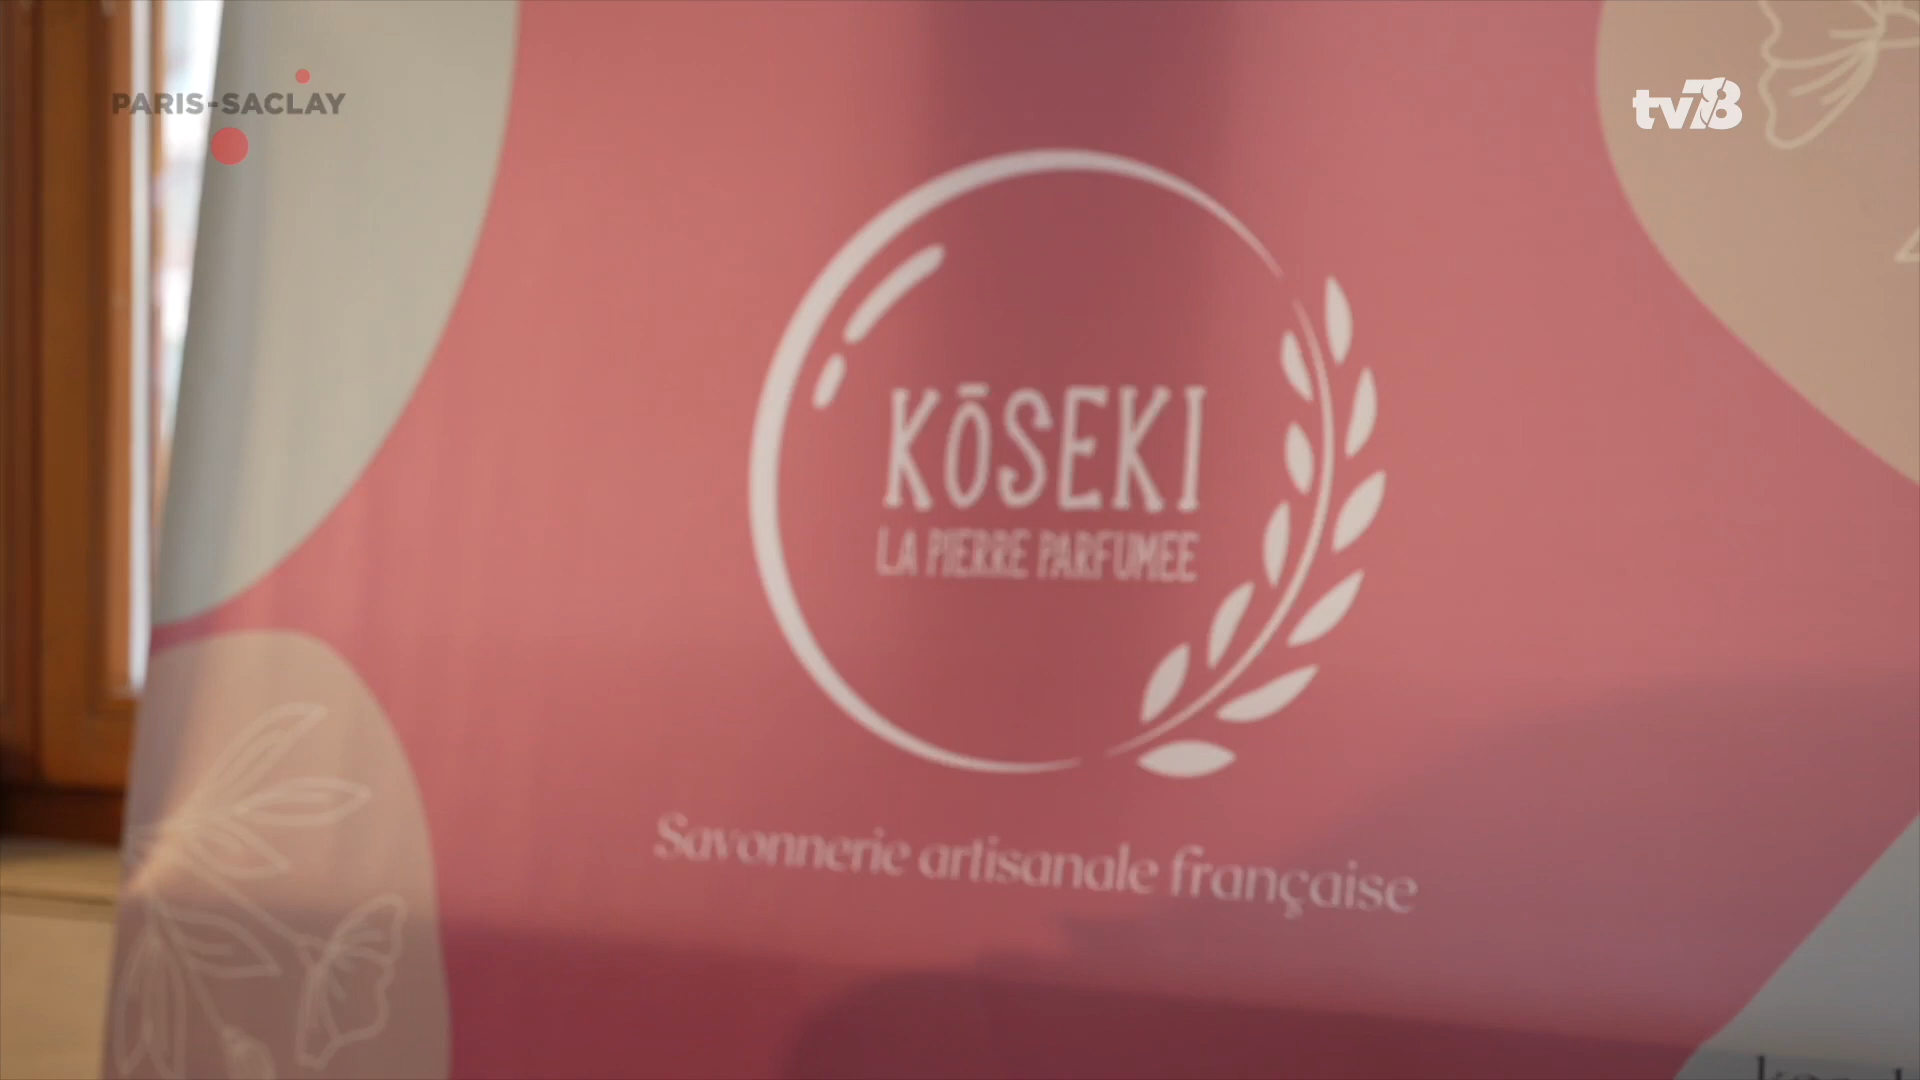 PARIS-SACLAY
tv78
KŌSEKI
LA PIERRE PARFUMEE
Savonnerie artisanale française